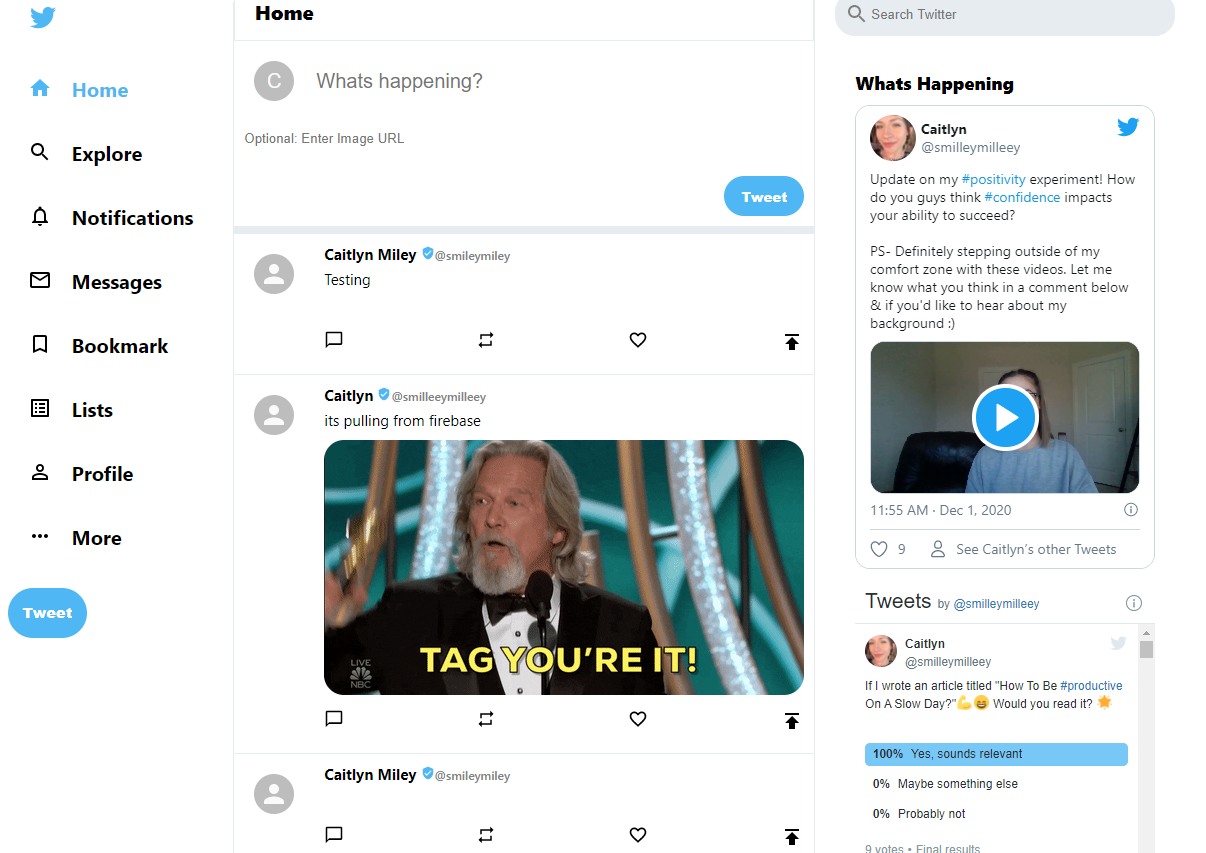 Home
Explore
Notifications
Messages
Bookmark
Lists
Profile
More
Tweet
Home
C
Whats happening?
Optional: Enter Image URL
Tweet
Caitlyn Miley @smileymiley
Testing
Caitlyn @smilleeymilleey
its pulling from firebase
LIVE
NBC
TAG YOU'RE IT!
Caitlyn Miley @smileymiley
Search Twitter
Whats Happening
Caitlyn
@smilleymilleey
Update on my #positivity experiment! How
do you guys think #confidence impacts
your ability to succeed?
PS- Definitely stepping outside of my
comfort zone with these videos. Let me
know what you think in a comment below
& if you'd like to hear about my
background :)
11:55 AM · Dec 1, 2020
9 See Caitlyn's other Tweets
Tweets by @smilleymilleey
Caitlyn
@smilleymilleey
If I wrote an article titled "How To Be #productive
On A Slow Day?"💪😄 Would you read it? 🌟
100% Yes, sounds relevant
0% Maybe something else
0% Probably not
9 votes • Final results